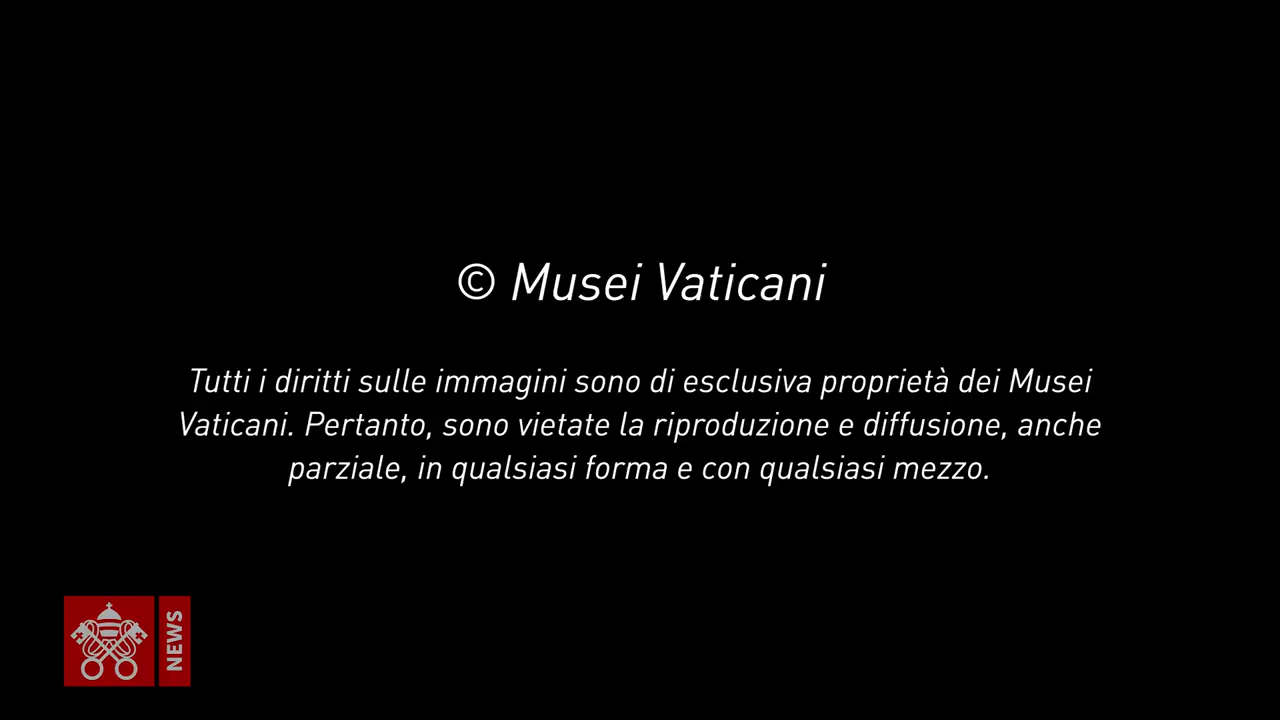 © Musei Vaticani
Tutti i diritti sulle immagini sono di esclusiva proprietà dei Musei
Vaticani. Pertanto, sono vietate la riproduzione e diffusione, anche
parziale, in qualsiasi forma e con qualsiasi mezzo.
NEWS